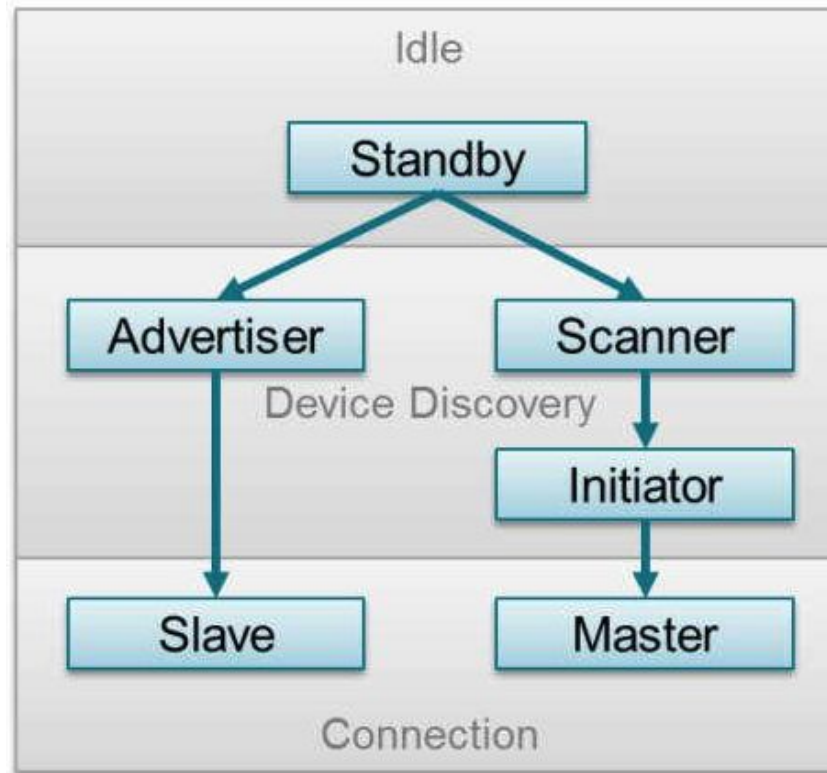 Idle
Standby
Advertiser
Scanner
Device Discovery
Initiator
Slave
Master
Connection